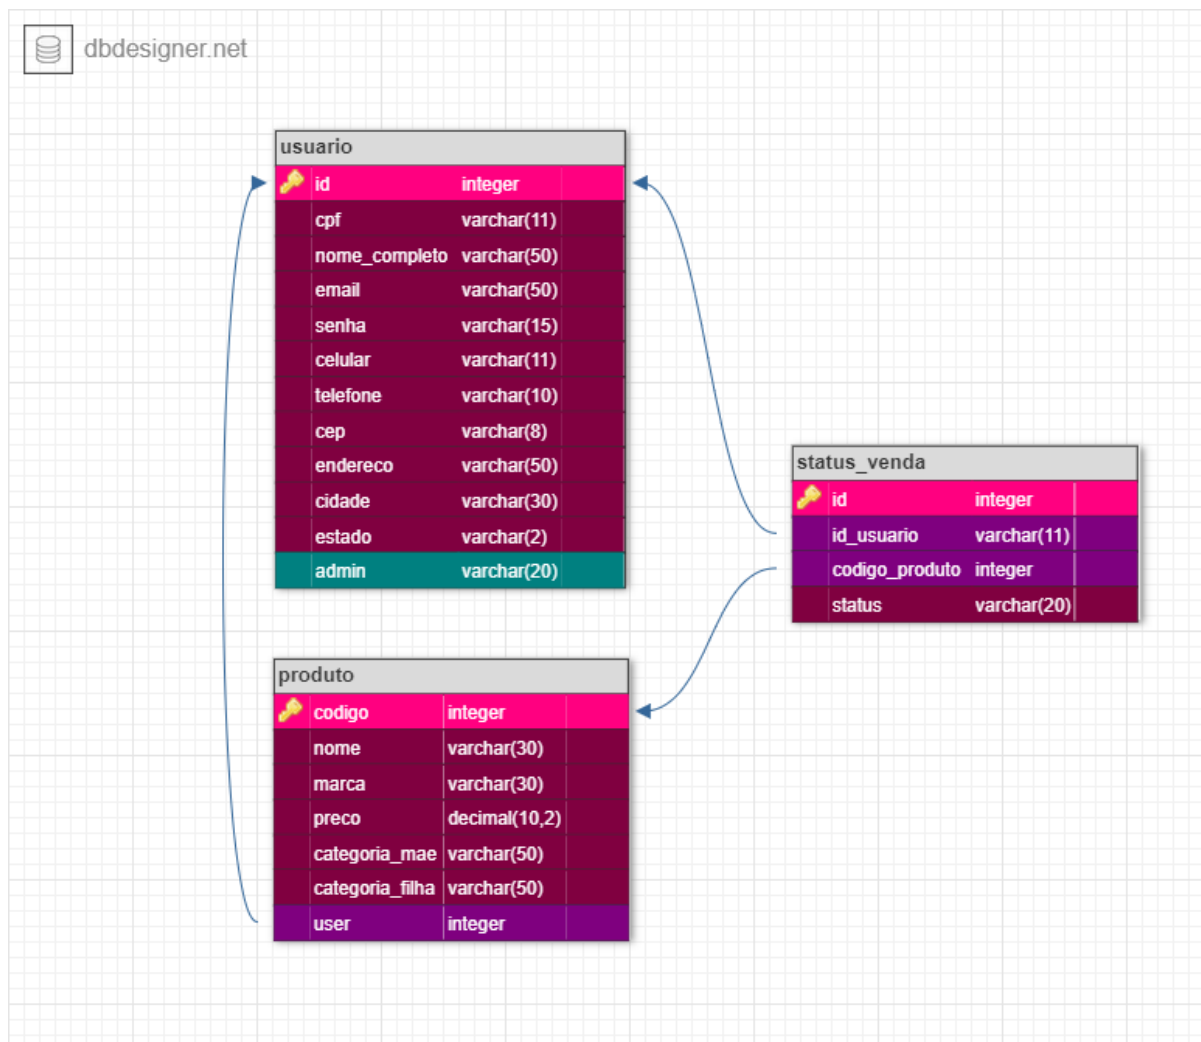 dbdesigner.net
usuario
id integer
cpf varchar(11)
nome_completo varchar(50)
email varchar(50)
senha varchar(15)
celular varchar(11)
telefone varchar(10)
cep varchar(8)
endereco varchar(50)
cidade varchar(30)
estado varchar(2)
admin varchar(20)
status_venda
id integer
id_usuario varchar(11)
codigo_produto integer
status varchar(20)
produto
codigo integer
nome varchar(30)
marca varchar(30)
preco decimal(10,2)
categoria_mae varchar(50)
categoria_filha varchar(50)
user integer